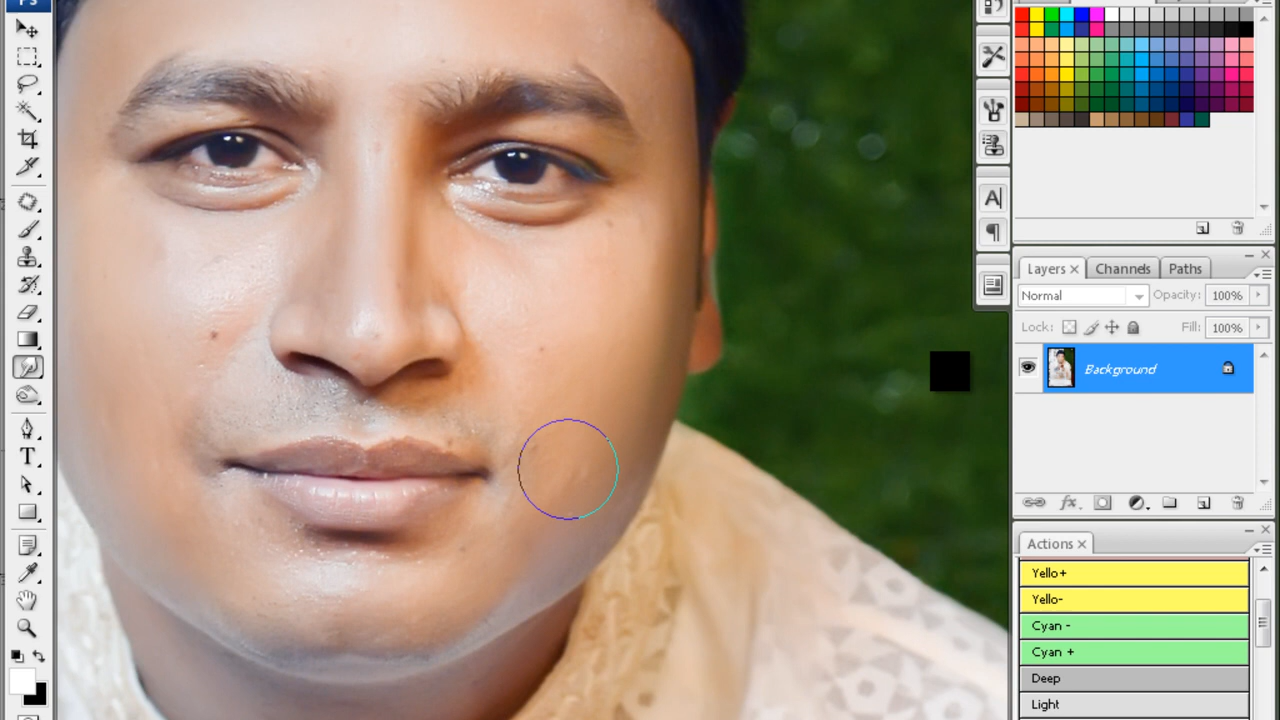 Ps
Layers
Channels
Paths
Normal
Opacity:
100%
Lock:
Fill:
100%
Background
Actions
Yello+
Yello-
Cyan -
Cyan +
Deep
Light